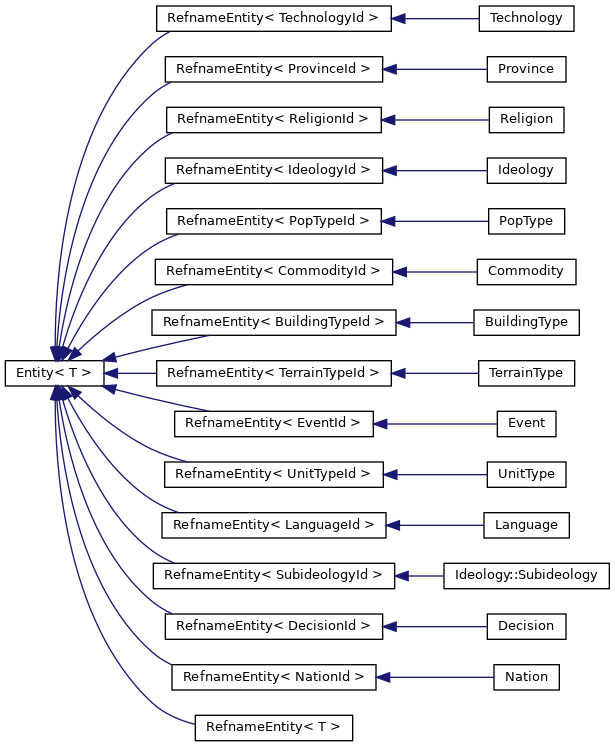 RefnameEntity< TechnologyId >
Technology
RefnameEntity< ProvinceId >
Province
RefnameEntity< ReligionId >
Religion
RefnameEntity< IdeologyId >
Ideology
RefnameEntity< PopTypeId >
PopType
RefnameEntity< CommodityId >
Commodity
RefnameEntity< BuildingTypeId >
BuildingType
Entity< T >
RefnameEntity< TerrainTypeId >
TerrainType
RefnameEntity< EventId >
Event
RefnameEntity< UnitTypeId >
UnitType
RefnameEntity< LanguageId >
Language
RefnameEntity< SubideologyId >
Ideology::Subideology
RefnameEntity< DecisionId >
Decision
RefnameEntity< NationId >
Nation
RefnameEntity< T >